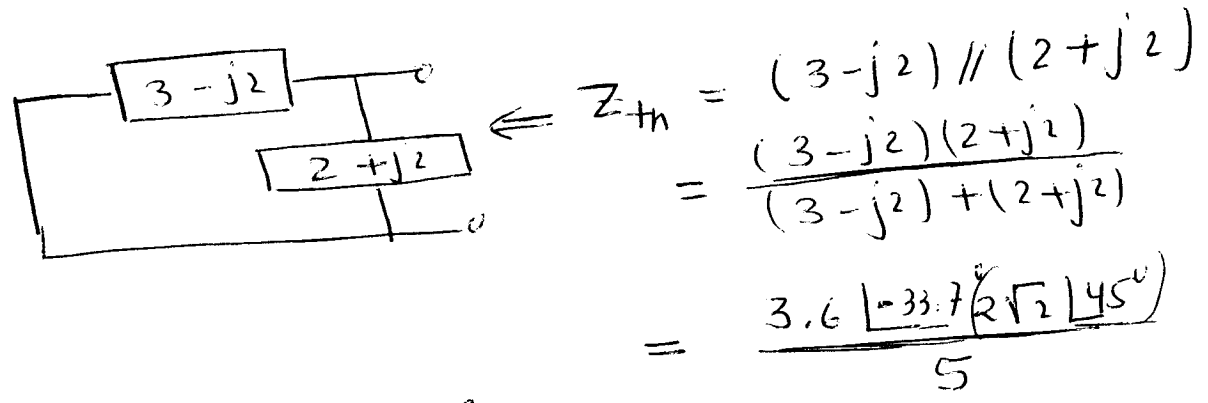 3 - j2
2 + j2
⇐ Zth = (3-j2) // (2+j2)
= (3-j2)(2+j2) / (3-j2)+(2+j2)
= 3.6 ∠-33.7° (2√2 ∠45°) / 5